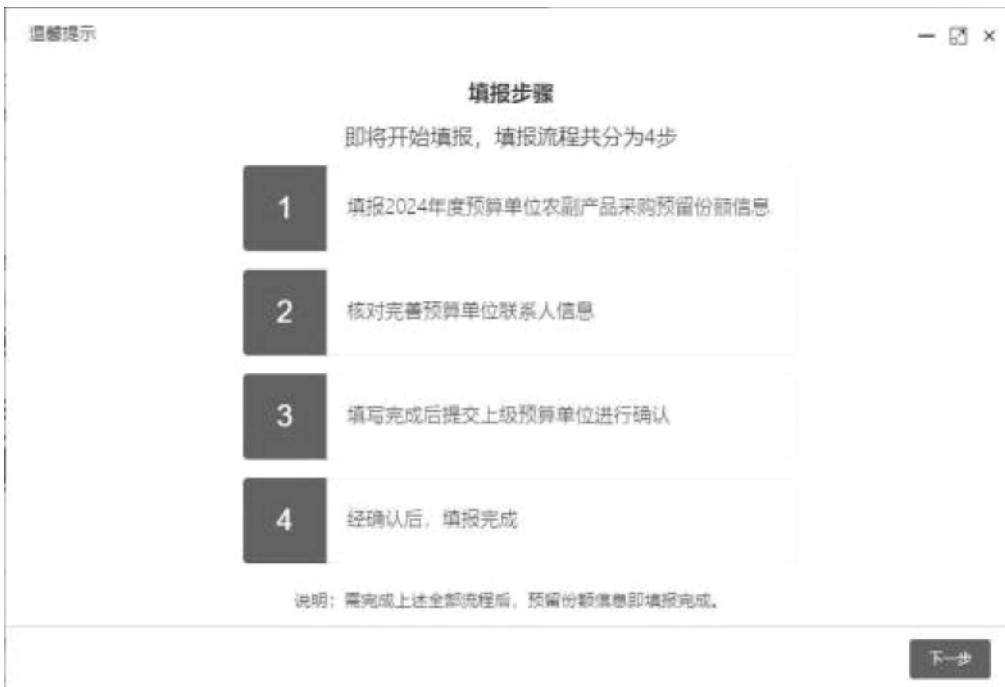 温馨提示
填报步骤
即将开始填报，填报流程共分为4步
1
填报2024年度预算单位农副产品采购预留份额信息
2
核对完善预算单位联系人信息
3
填写完成后提交上级预算单位进行确认
4
经确认后，填报完成
说明：需完成上述全部流程后，预留份额信息即填报完成。
下一步